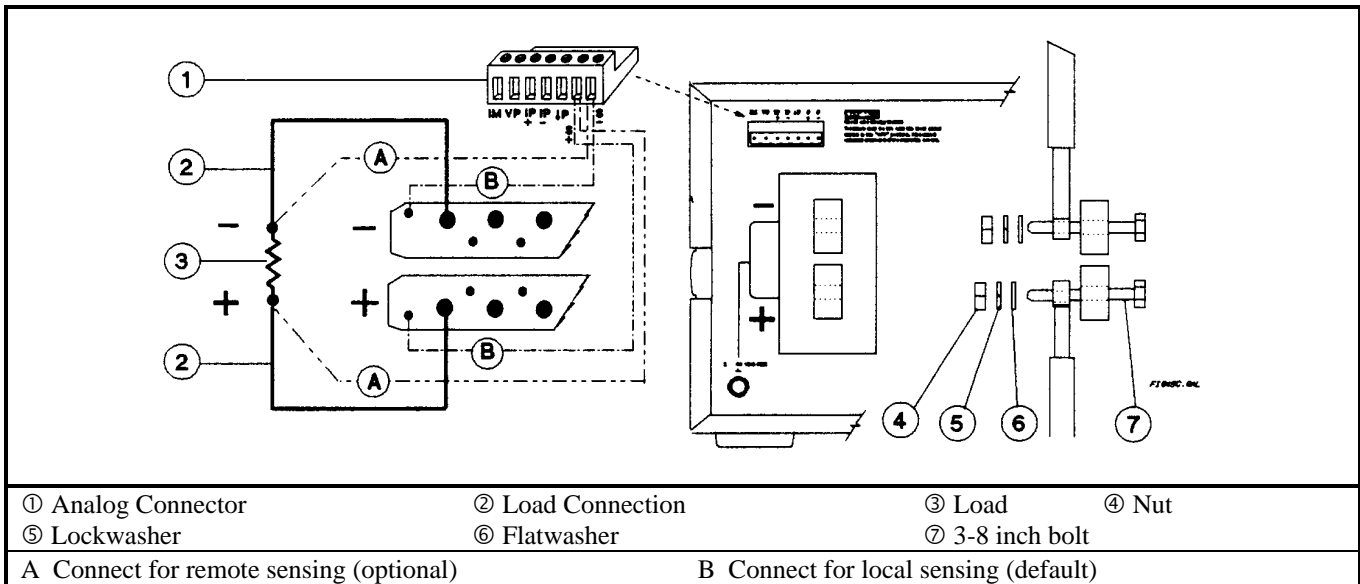 ①
IM VP IP IP ↓P S
+ - -
S
+
②
A
B
-
-
③
+
+
B
②
A
-
+
④
⑤
⑥
⑦
① Analog Connector ② Load Connection ③ Load ④ Nut
⑤ Lockwasher ⑥ Flatwasher ⑦ 3-8 inch bolt
A Connect for remote sensing (optional) B Connect for local sensing (default)